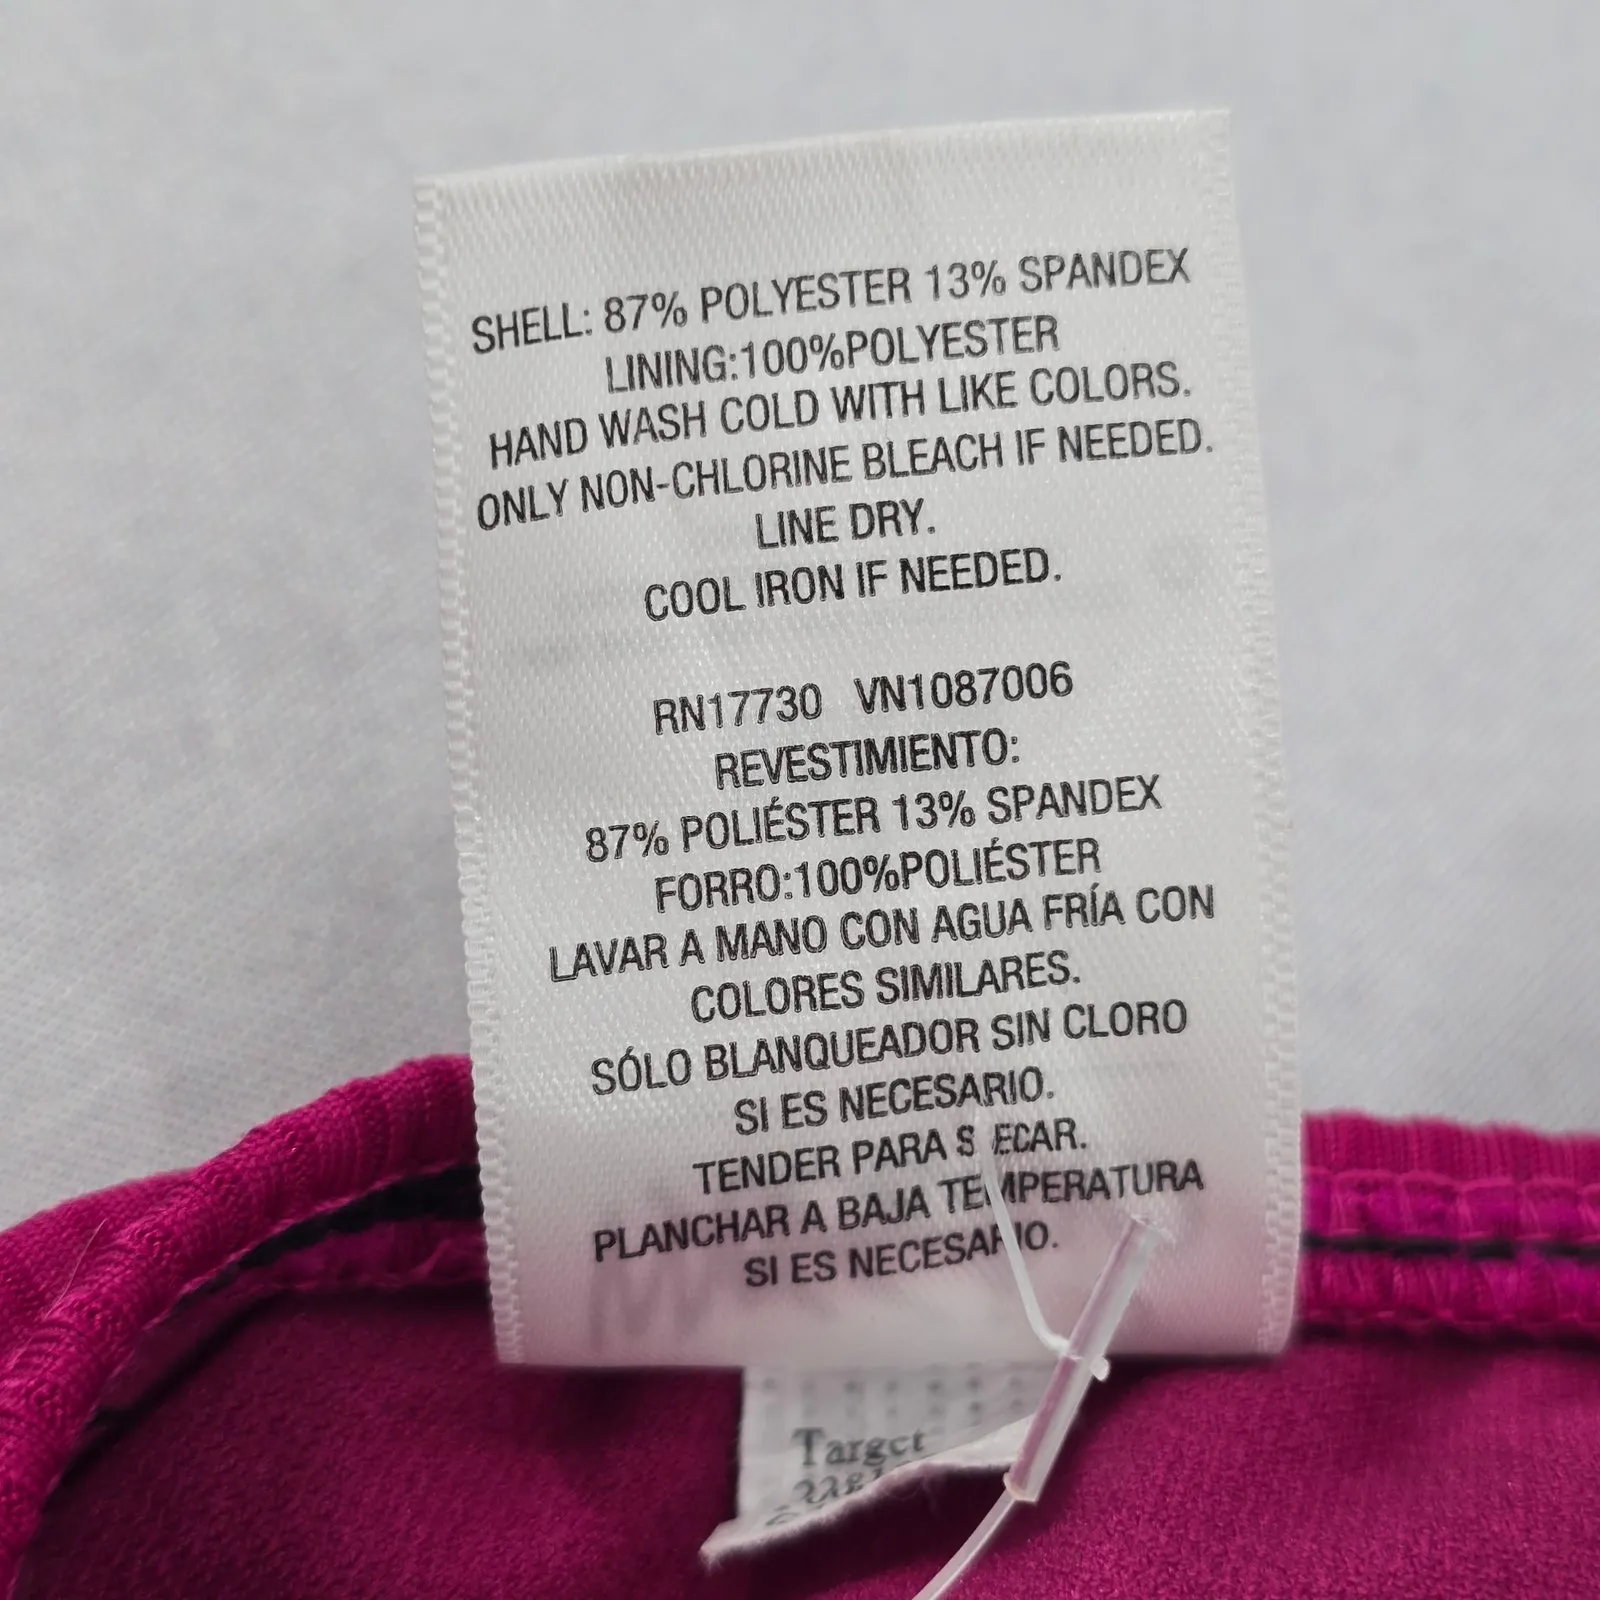 SHELL: 87% POLYESTER 13% SPANDEX
LINING:100%POLYESTER
HAND WASH COLD WITH LIKE COLORS.
ONLY NON-CHLORINE BLEACH IF NEEDED.
LINE DRY.
COOL IRON IF NEEDED.
RN17730 VN1087006
REVESTIMIENTO:
87% POLIÉSTER 13% SPANDEX
FORRO:100%POLIÉSTER
LAVAR A MANO CON AGUA FRÍA CON
COLORES SIMILARES.
SÓLO BLANQUEADOR SIN CLORO
SI ES NECESARIO.
TENDER PARA SECAR.
PLANCHAR A BAJA TEMPERATURA
SI ES NECESARIO.
Target